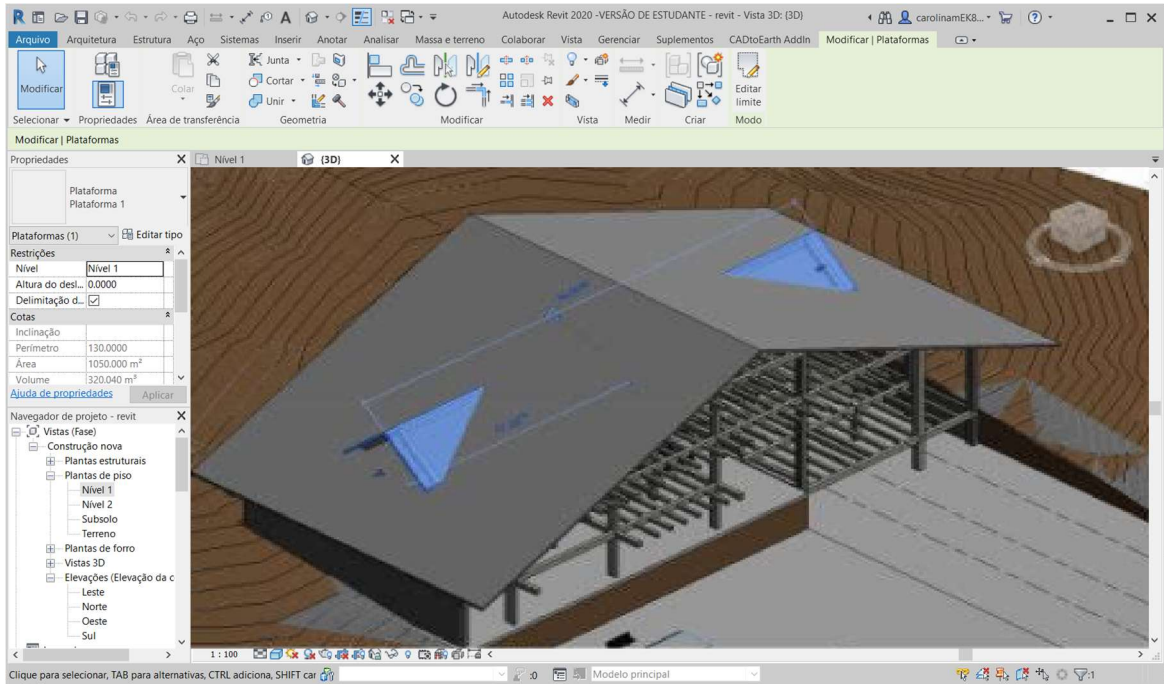 Autodesk Revit 2020 -VERSÃO DE ESTUDANTE - revit - Vista 3D: {3D}
carolinamEK8...
Arquivo Arquitetura Estrutura Aço Sistemas Inserir Anotar Analisar Massa e terreno Colaborar Vista Gerenciar Suplementos CADtoEarth AddIn Modificar | Plataformas
Modificar
Colar
Junta
Cortar
Unir
Editar
limite
Selecionar Propriedades Área de transferência Geometria Modificar Vista Medir Criar Modo
Modificar | Plataformas
Propriedades X
Nível 1
{3D} X
Plataforma
Plataforma 1
Plataformas (1) Editar tipo
Restrições
Nível Nível 1
Altura do desl... 0.0000
Delimitação d...
Cotas
Inclinação
Perímetro 130.0000
Área 1050.000 m²
Volume 320.040 m³
Ajuda de propriedades Aplicar
Navegador de projeto - revit X
Vistas (Fase)
Construção nova
Plantas estruturais
Plantas de piso
Nível 1
Nível 2
Subsolo
Terreno
Plantas de forro
Vistas 3D
Elevações (Elevação da c
Leste
Norte
Oeste
Sul
1 : 100
Clique para selecionar, TAB para alternativas, CTRL adiciona, SHIFT car
:0
Modelo principal
:1